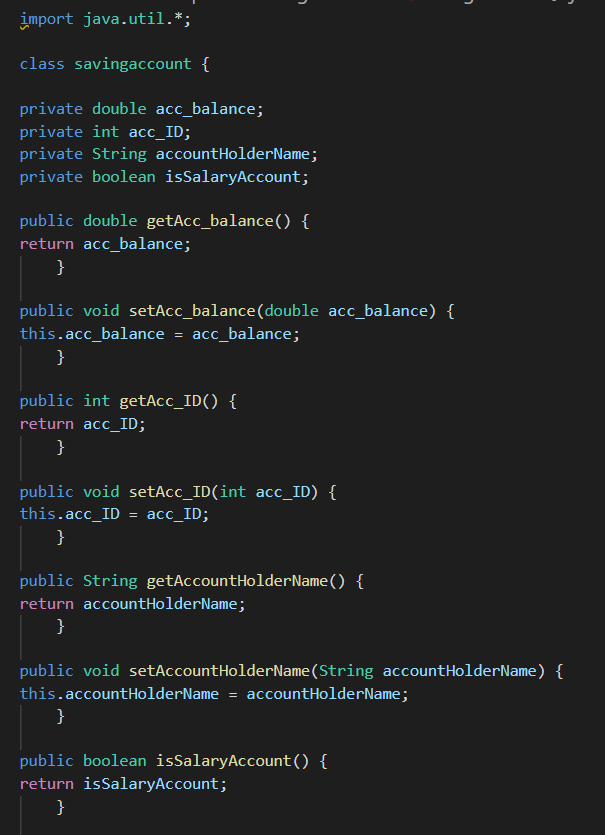 import java.util.*;
class savingaccount {
private double acc_balance;
private int acc_ID;
private String accountHolderName;
private boolean isSalaryAccount;
public double getAcc_balance() {
return acc_balance;
}
public void setAcc_balance(double acc_balance) {
this.acc_balance = acc_balance;
}
public int getAcc_ID() {
return acc_ID;
}
public void setAcc_ID(int acc_ID) {
this.acc_ID = acc_ID;
}
public String getAccountHolderName() {
return accountHolderName;
}
public void setAccountHolderName(String accountHolderName) {
this.accountHolderName = accountHolderName;
}
public boolean isSalaryAccount() {
return isSalaryAccount;
}